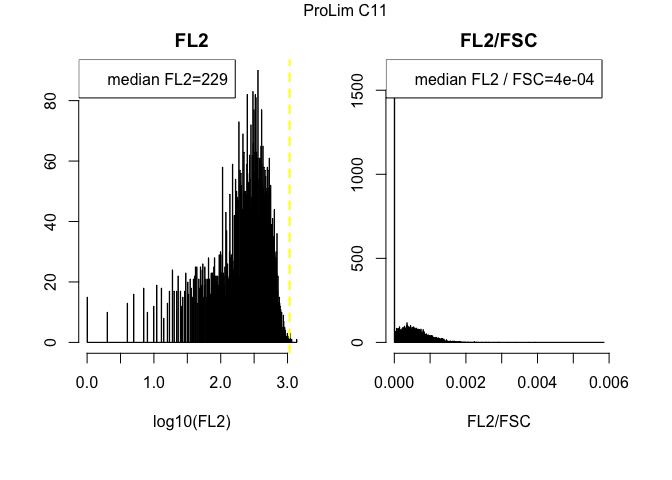 ProLim C11
FL2
FL2/FSC
median FL2=229
median FL2 / FSC=4e-04
80
60
40
20
0
1500
1000
500
0
0.0 1.0 2.0 3.0
0.000 0.002 0.004 0.006
log10(FL2)
FL2/FSC